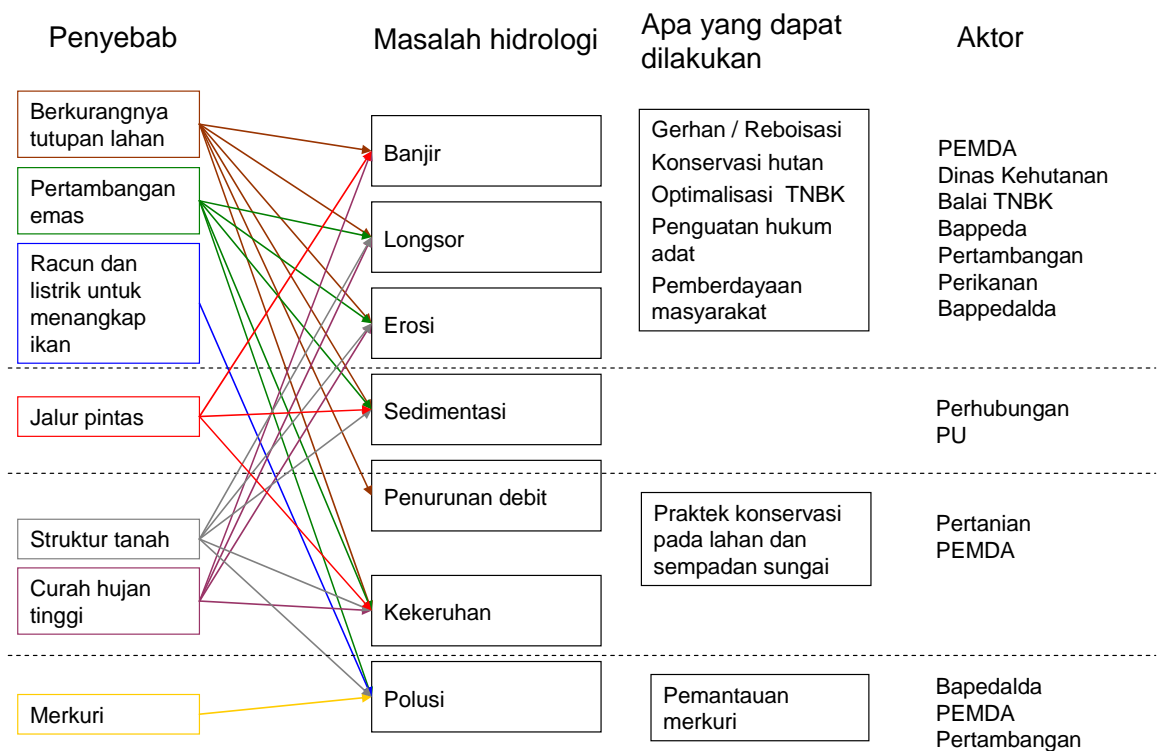 Penyebab
Masalah hidrologi
Apa yang dapat
dilakukan
Aktor
Berkurangnya
tutupan lahan
Pertambangan
emas
Racun dan
listrik untuk
menangkap
ikan
Jalur pintas
Struktur tanah
Curah hujan
tinggi
Merkuri
Banjir
Longsor
Erosi
Sedimentasi
Penurunan debit
Kekeruhan
Polusi
Gerhan / Reboisasi
Konservasi hutan
Optimalisasi TNBK
Penguatan hukum
adat
Pemberdayaan
masyarakat
Praktek konservasi
pada lahan dan
sempadan sungai
Pemantauan
merkuri
PEMDA
Dinas Kehutanan
Balai TNBK
Bappeda
Pertambangan
Perikanan
Bappedalda
Perhubungan
PU
Pertanian
PEMDA
Bapedalda
PEMDA
Pertambangan